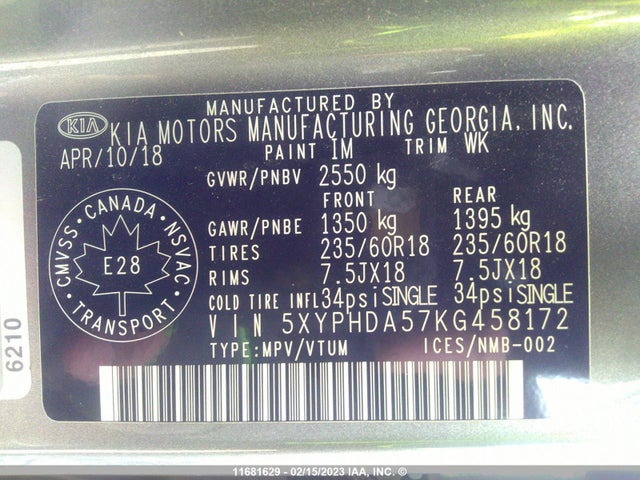 MANUFACTURED BY
KIA KIA MOTORS MANUFACTURING GEORGIA, INC.
APR/10/18 PAINT IM TRIM WK
GVWR/PNBV 2550 kg
FRONT REAR
GAWR/PNBE 1350 kg 1395 kg
TIRES 235/60R18 235/60R18
RIMS 7.5JX18 7.5JX18
COLD TIRE INFL 34psi SINGLE 34psi SINGLE
VIN 5XYPHDA57KG458172
TYPE:MPV/VTUM ICES/NMB-002
CMVSS • CANADA • NSVAC
E28
• TRANSPORT •
6210
11681629 - 02/15/2023 IAA, INC. ©